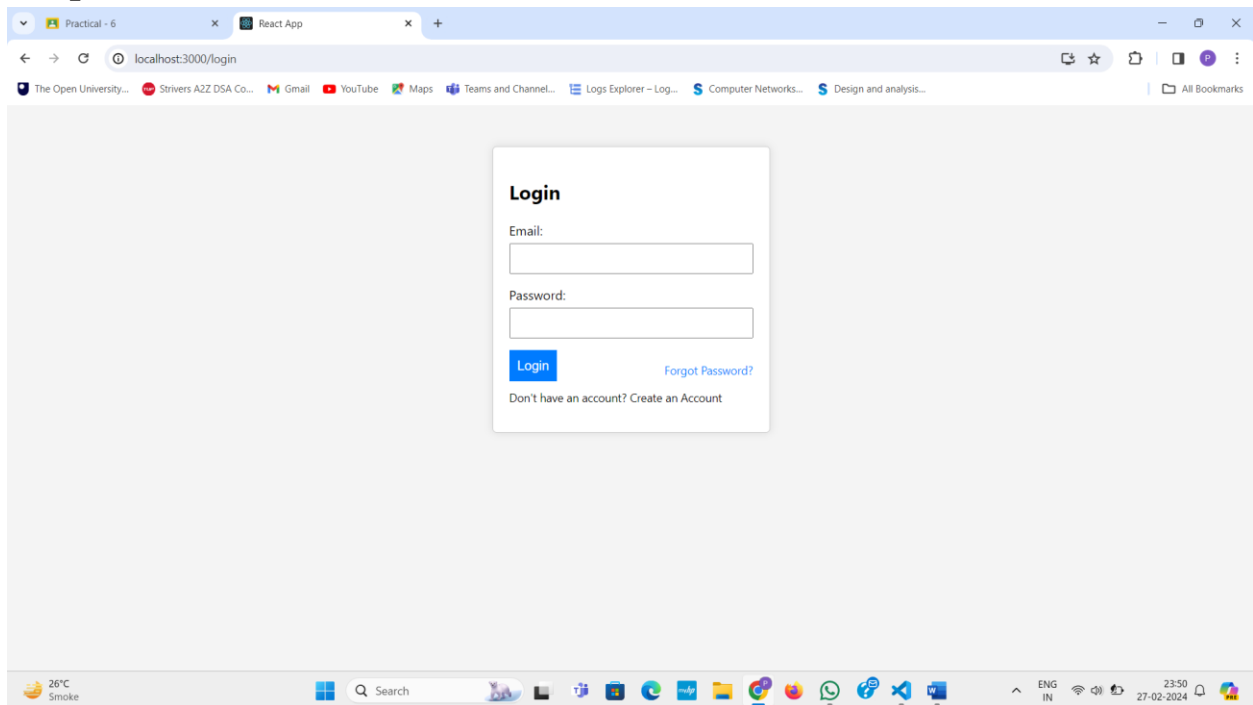 Practical - 6
React App
localhost:3000/login
P
The Open University...
Strivers A2Z DSA Co...
Gmail
YouTube
Maps
Teams and Channel...
Logs Explorer – Log...
Computer Networks...
Design and analysis...
All Bookmarks
Login
Email:
Password:
Login
Forgot Password?
Don't have an account? Create an Account
26°C
Smoke
Search
ENG
IN
23:50
27-02-2024